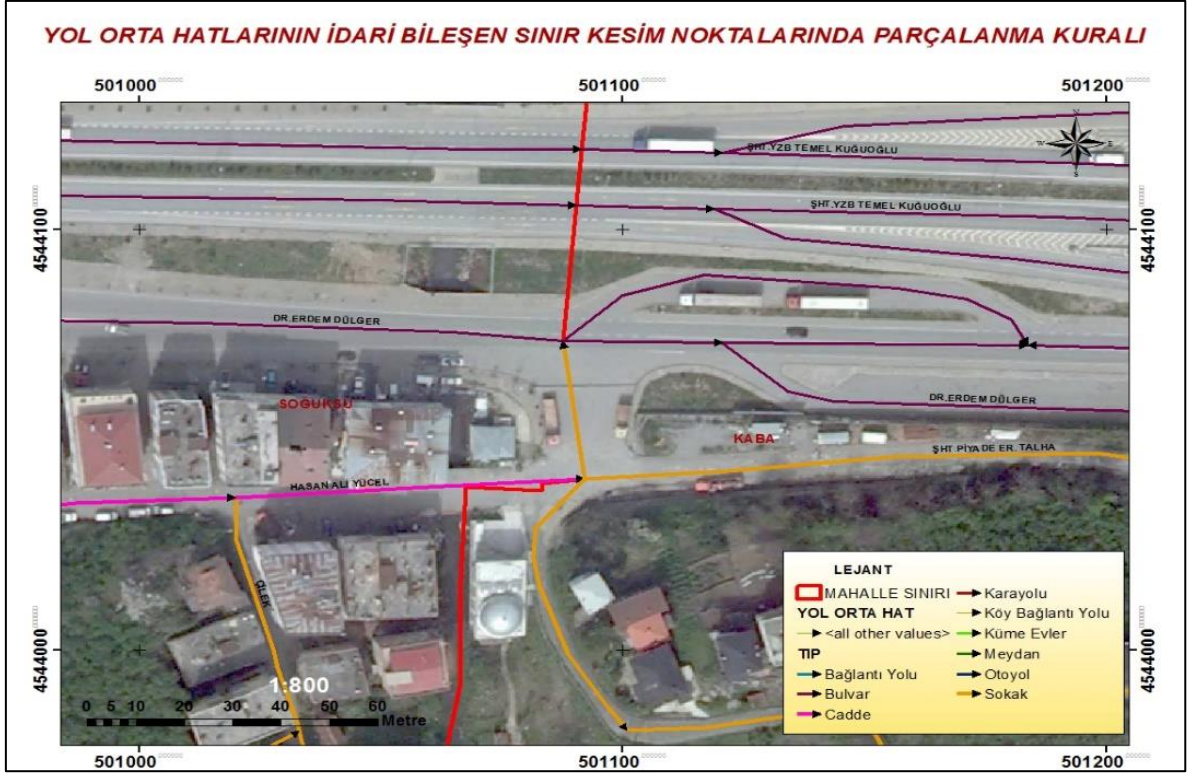 YOL ORTA HATLARININ İDARİ BİLEŞEN SINIR KESİM NOKTALARINDA PARÇALANMA KURALI
501000 501100 501200
4544100 4544100
ŞHT.YZB TEMEL KUĞUOĞLU
ŞHT.YZB TEMEL KUĞUOĞLU
DR.ERDEM DÜLGER
DR.ERDEM DÜLGER
SOĞUKSU
KABA
ŞHT.PİYADE ER. TALHA
HASAN ALİ YÜCEL
ÇİLEK
4544000 4544000
LEJANT
MAHALLE SINIRI
YOL ORTA HAT
<all other values>
TIP
Bağlantı Yolu
Bulvar
Cadde
Karayolu
Köy Bağlantı Yolu
Küme Evler
Meydan
Otoyol
Sokak
1:800
0 5 10 20 30 40 50 60
Metre
501000 501100 501200
N
W E
S